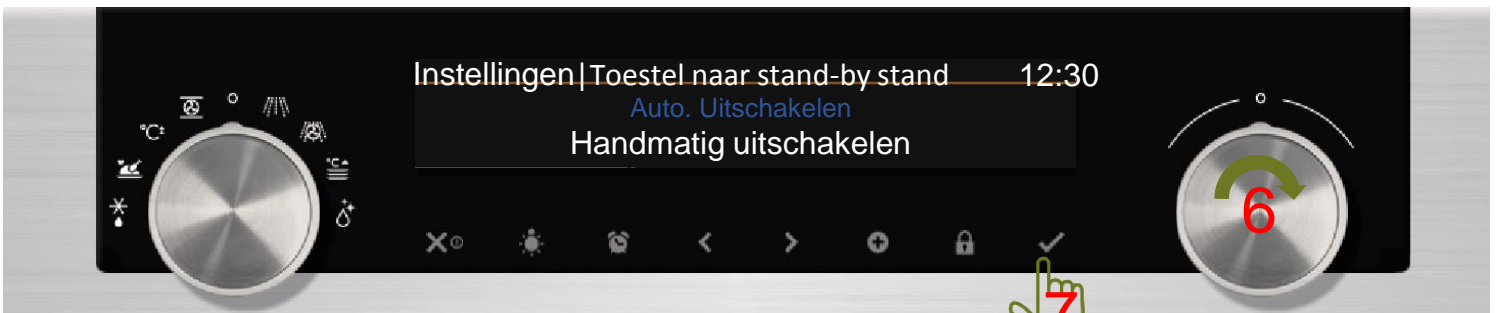 Instellingen|Toestel naar stand-by stand 12:30
Auto. Uitschakelen
Handmatig uitschakelen
°C
°C
6
7